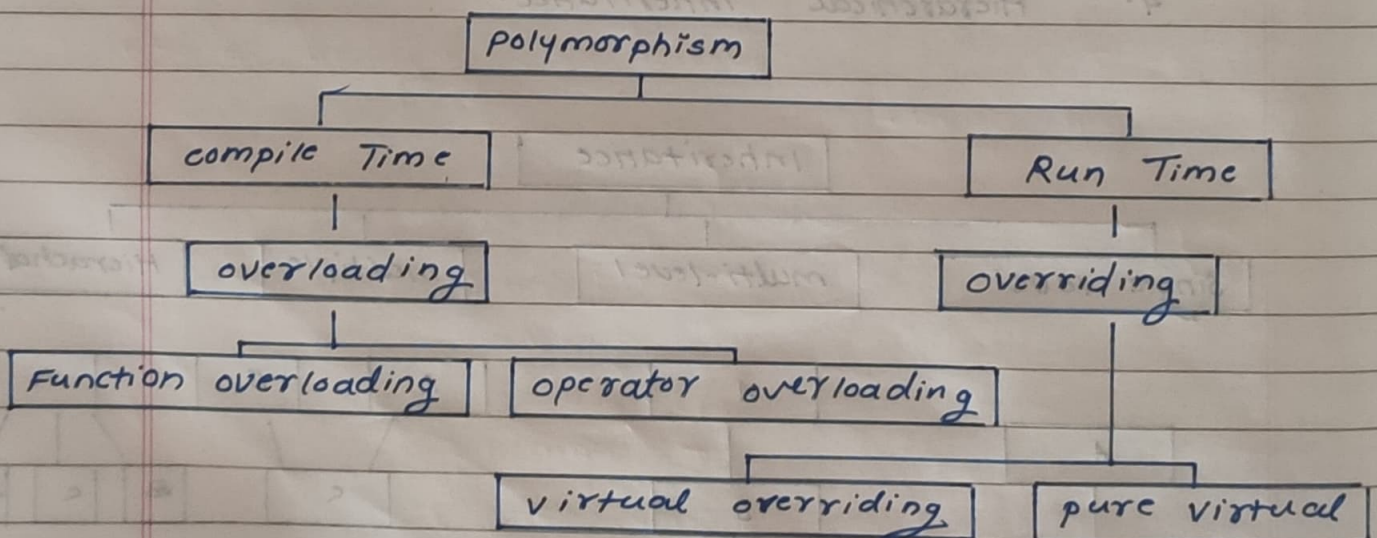 polymorphism
compile Time
Run Time
overloading
overriding
Function overloading
operator overloading
virtual overriding
pure virtual